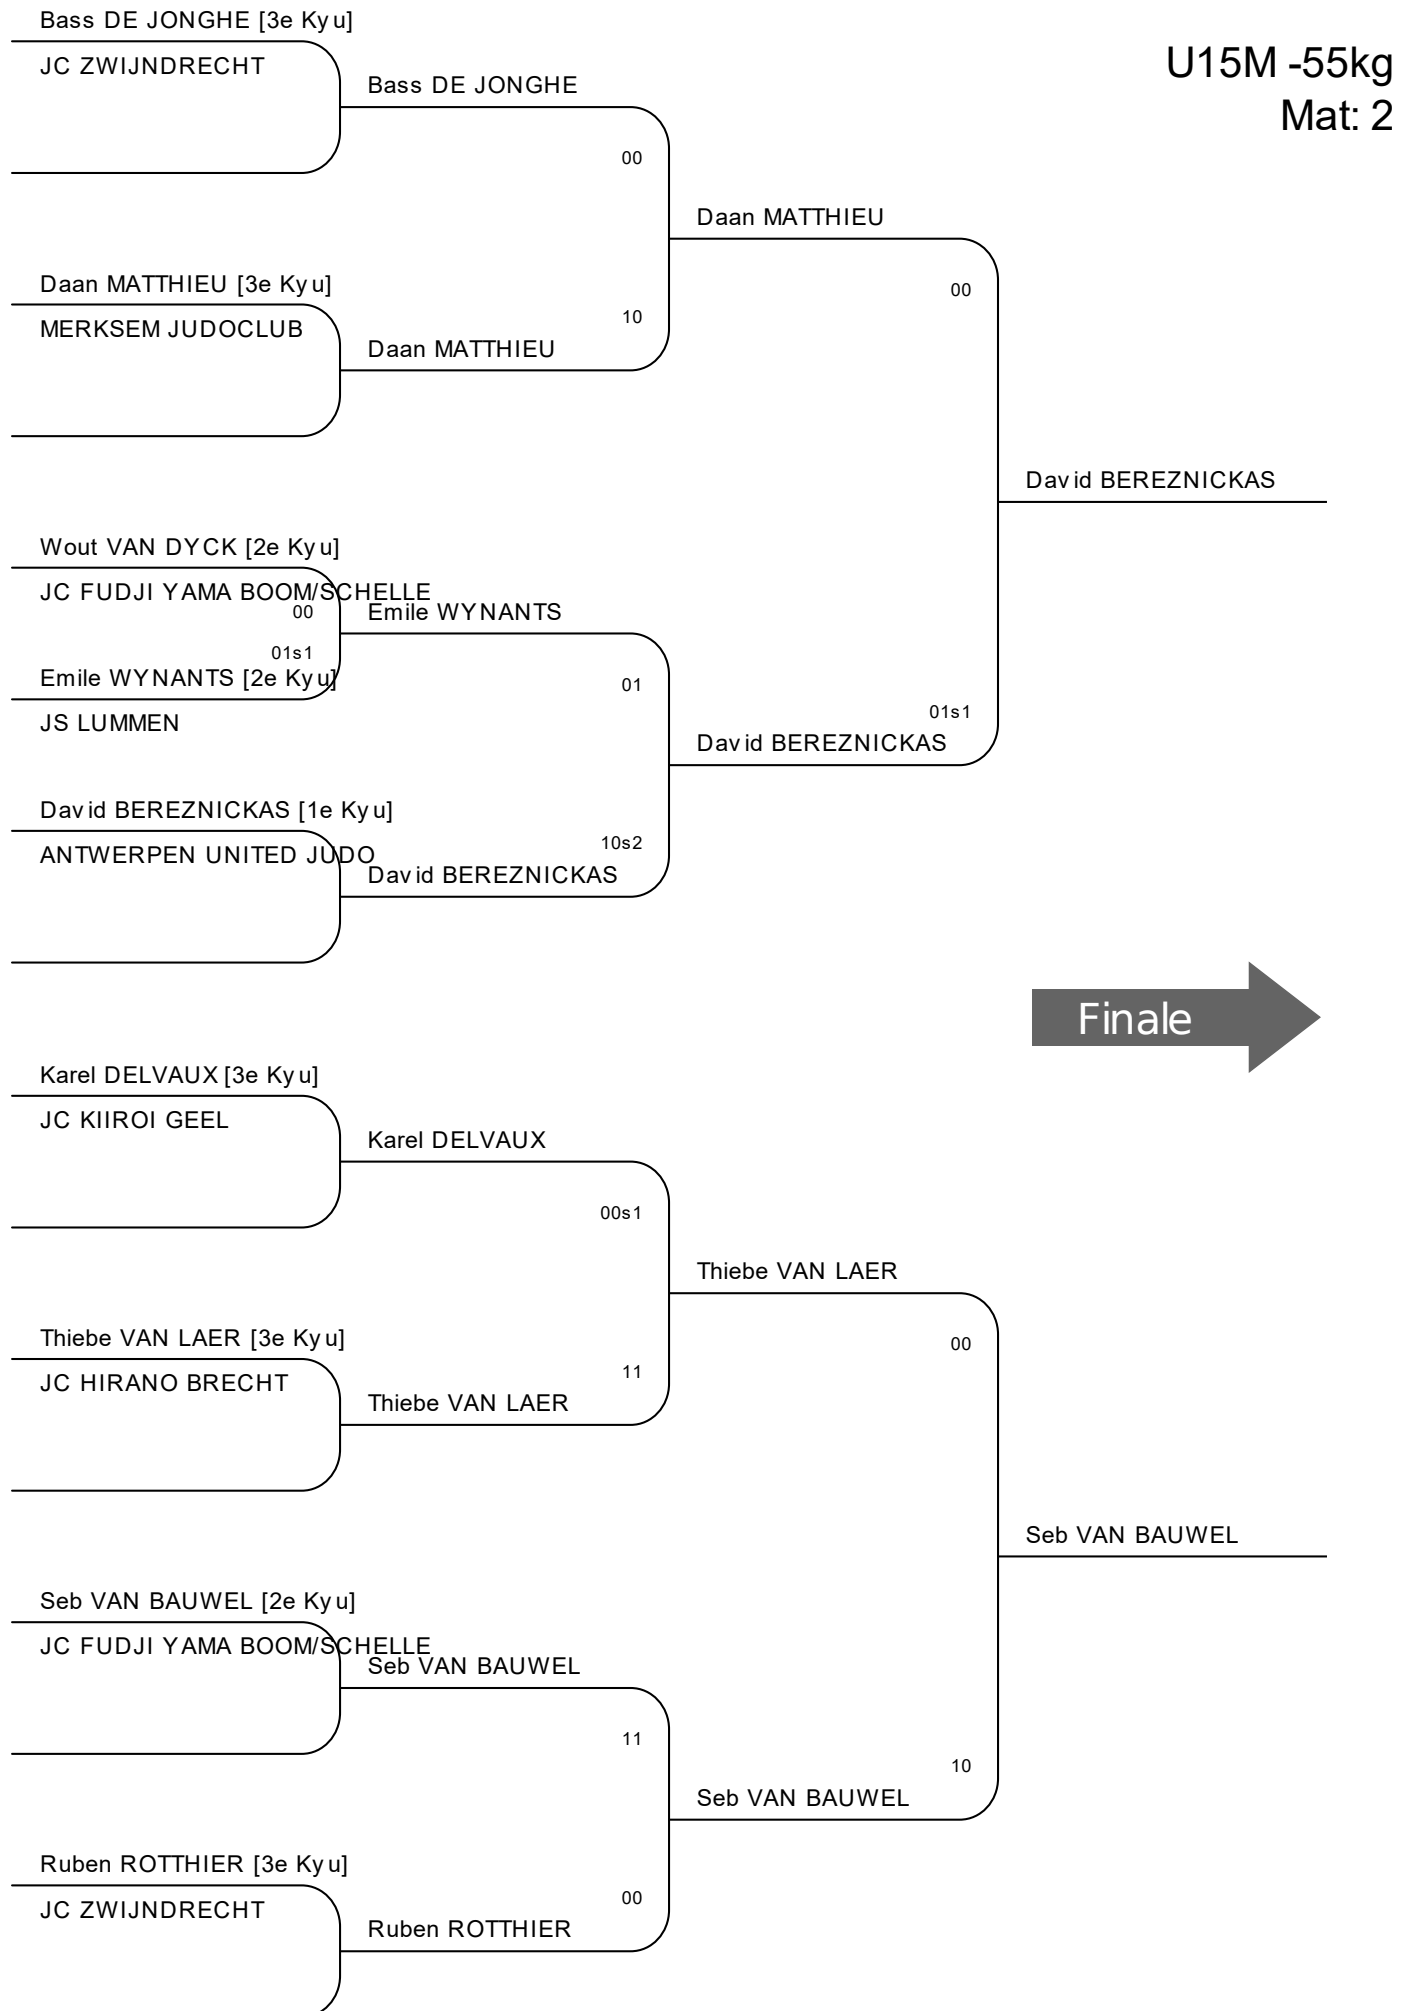 Bass DE JONGHE [3e Kyu]
JC ZWIJNDRECHT
Bass DE JONGHE
U15M -55kg
Mat: 2
00
Daan MATTHIEU
Daan MATTHIEU [3e Kyu]
00
10
MERKSEM JUDOCLUB
Daan MATTHIEU
David BEREZNICKAS
Wout VAN DYCK [2e Kyu]
JC FUDJI YAMA BOOM/SCHELLE
00
Emile WYNANTS
01s1
Emile WYNANTS [2e Kyu]
01
JS LUMMEN
01s1
David BEREZNICKAS
David BEREZNICKAS [1e Kyu]
10s2
ANTWERPEN UNITED JUDO
David BEREZNICKAS
Finale
Karel DELVAUX [3e Kyu]
JC KIIROI GEEL
Karel DELVAUX
00s1
Thiebe VAN LAER
Thiebe VAN LAER [3e Kyu]
00
11
JC HIRANO BRECHT
Thiebe VAN LAER
Seb VAN BAUWEL
Seb VAN BAUWEL [2e Kyu]
JC FUDJI YAMA BOOM/SCHELLE
Seb VAN BAUWEL
11
10
Seb VAN BAUWEL
Ruben ROTTHIER [3e Kyu]
00
JC ZWIJNDRECHT
Ruben ROTTHIER